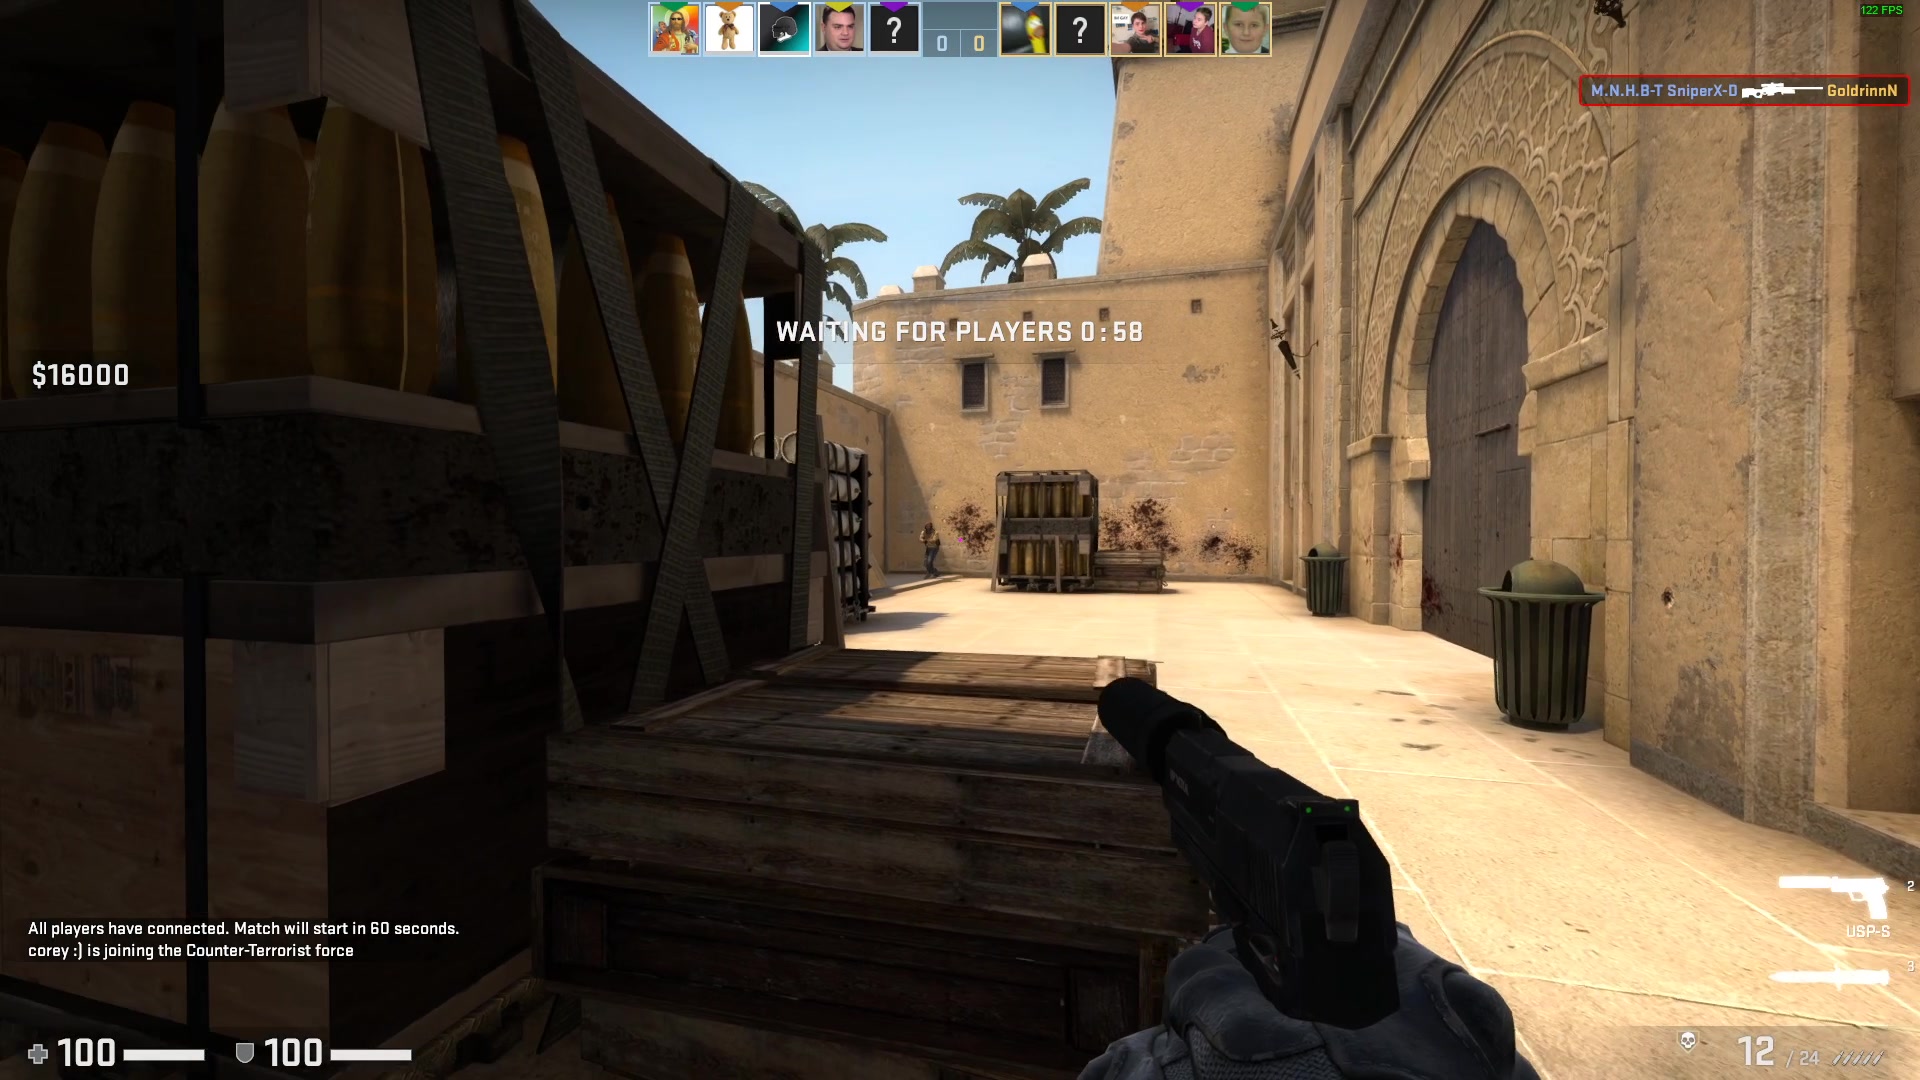 122 FPS
0 0
M.N.H.B-T SniperX-D GoldrinnN
WAITING FOR PLAYERS 0:58
$16000
2
USP-S
3
All players have connected. Match will start in 60 seconds.
corey :) is joining the Counter-Terrorist force
100 100
12 / 24